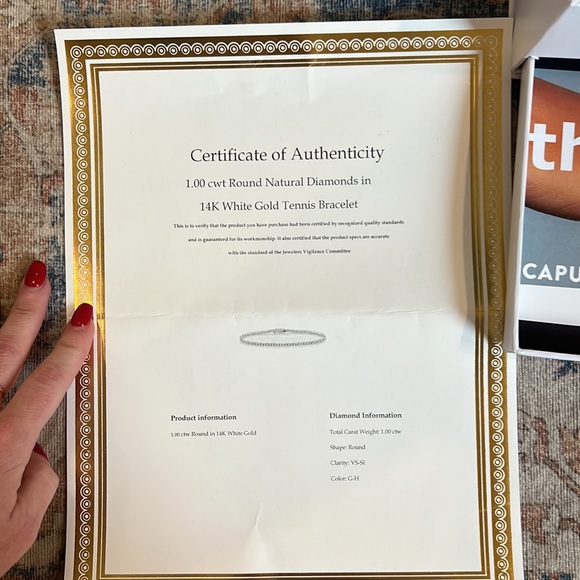 Certificate of Authenticity
1.00 cwt Round Natural Diamonds in
14K White Gold Tennis Bracelet
This is to verify that the product you have purchase had been certified by recognized quality standards
and is guaranteed for its workmonship. It also certified that the product specs are accurate
with the standard of the Jewelers Vigilance Committee
Product information
Diamond Information
1.00 ctw Round in 14K White Gold
Total Carat Weight: 1.00 ctw
Shape: Round
Clarity: VS-SI
Color: G-H
th
CAPU